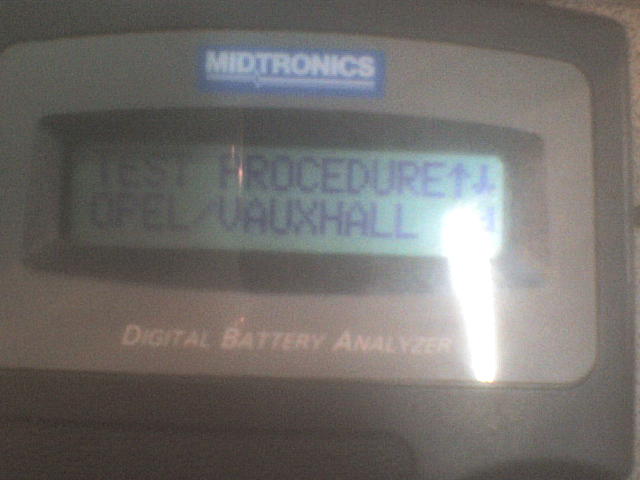 MIDTRONICS
TEST PROCEDURE↑↓
OPEL/VAUXHALL
DIGITAL BATTERY ANALYZER